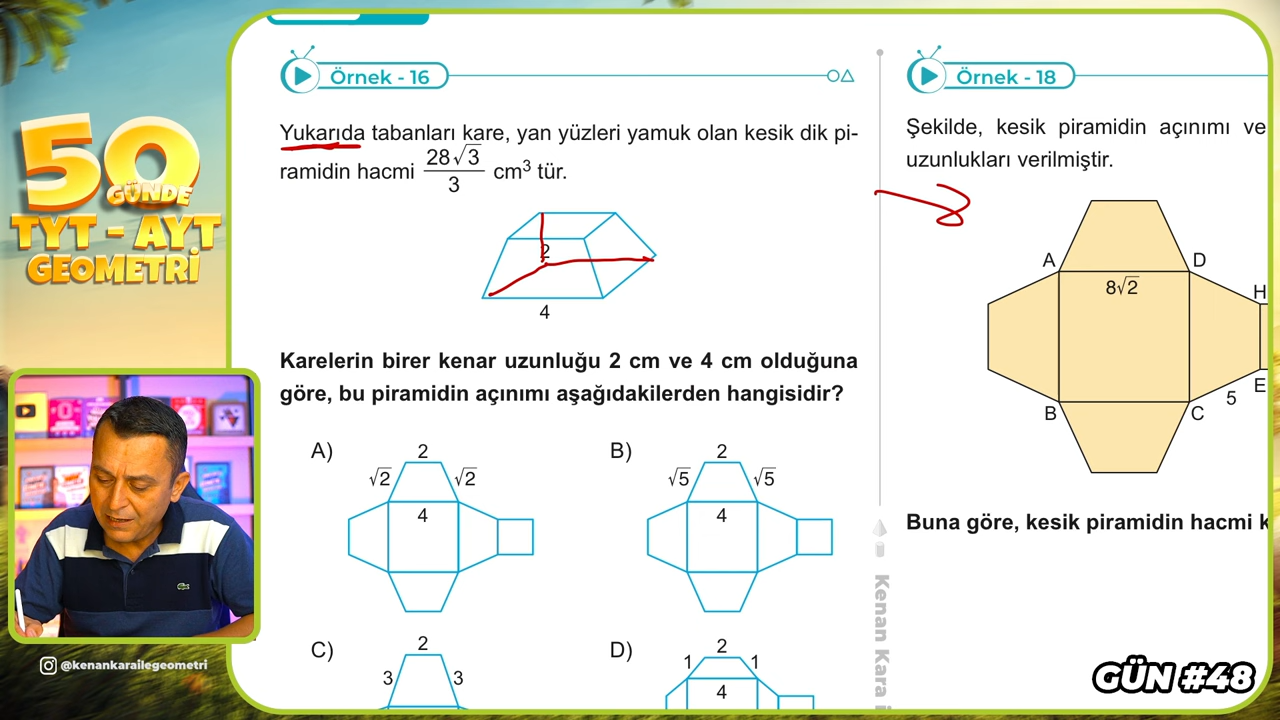 50
GÜNDE
TYT - AYT
GEOMETRİ
@kenankarailegeometri
Örnek - 16
Yukarıda tabanları kare, yan yüzleri yamuk olan kesik dik pi-
ramidin hacmi 28√3/3 cm³ tür.
2
4
Karelerin birer kenar uzunluğu 2 cm ve 4 cm olduğuna
göre, bu piramidin açınımı aşağıdakilerden hangisidir?
A)
2
√2 √2
4
B)
2
√5 √5
4
C)
2
3 3
D)
2
1 1
4
Kenan Kara
Örnek - 18
Şekilde, kesik piramidin açınımı ve
uzunlukları verilmiştir.
A D
8√2
H
E
5
B C
Buna göre, kesik piramidin hacmi k
GÜN #48